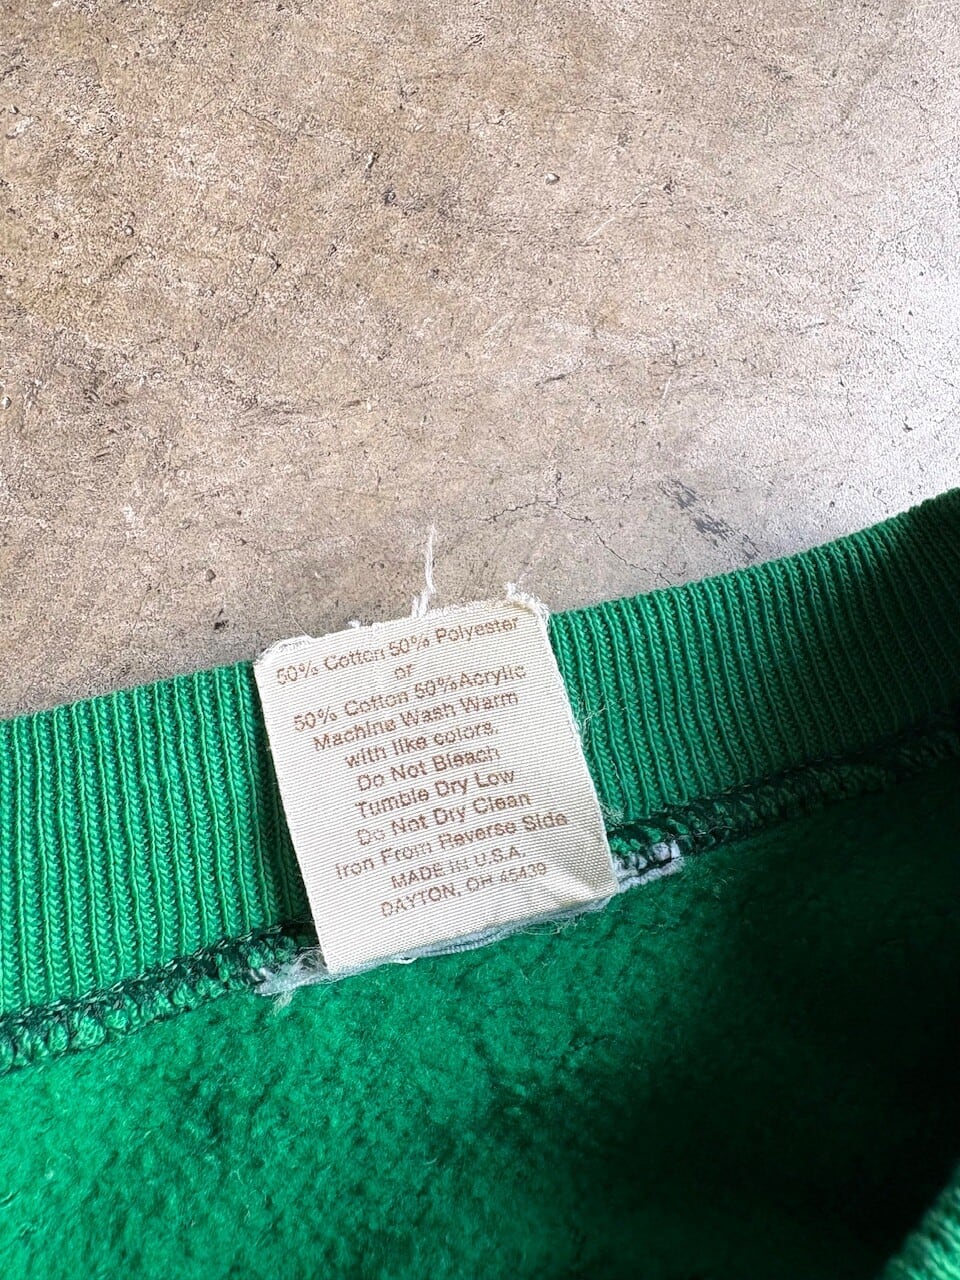 50% Cotton 50% Polyester
or
50% Cotton 50% Acrylic
Machine Wash Warm
with like colors.
Do Not Bleach
Tumble Dry Low
Do Not Dry Clean
Iron From Reverse Side
MADE IN U.S.A.
DAYTON, OH 45439